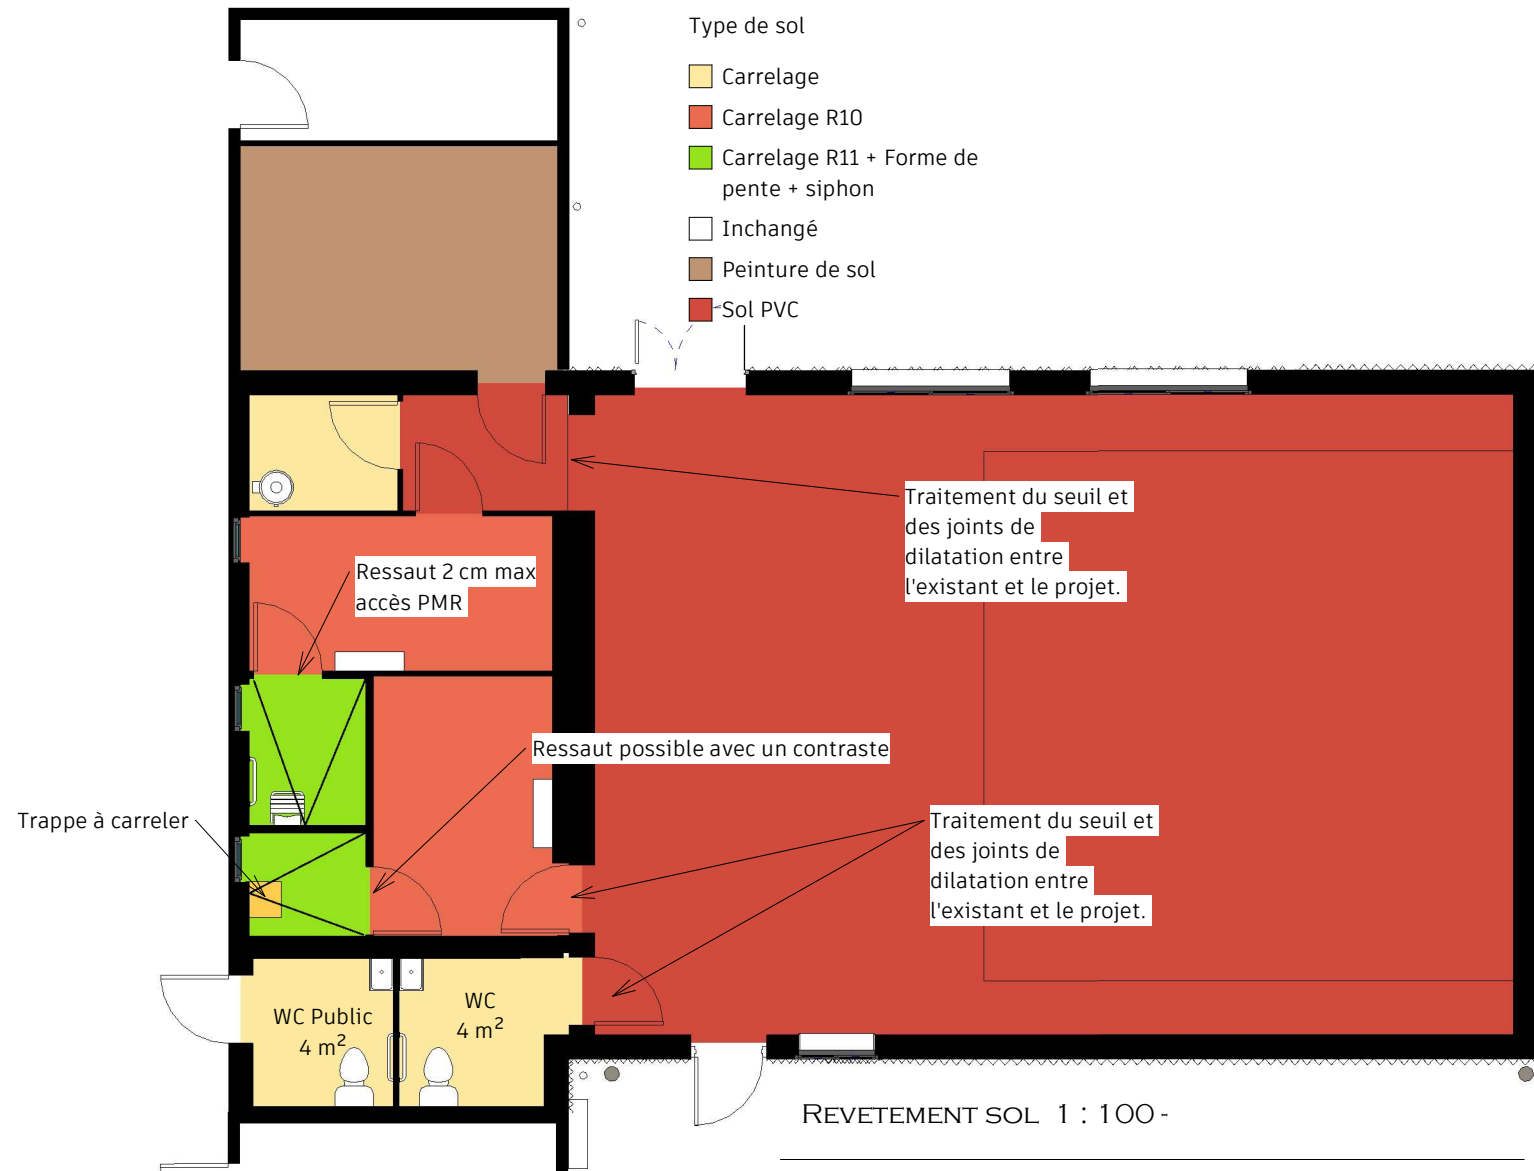 Type de sol
Carrelage
Carrelage R10
Carrelage R11 + Forme de
pente + siphon
Inchangé
Peinture de sol
Sol PVC
Traitement du seuil et
des joints de
dilatation entre
l'existant et le projet.
Ressaut 2 cm max
accès PMR
Ressaut possible avec un contraste
Trappe à carreler
Traitement du seuil et
des joints de
dilatation entre
l'existant et le projet.
WC Public
4 m²
WC
4 m²
REVETEMENT SOL 1 : 100 -